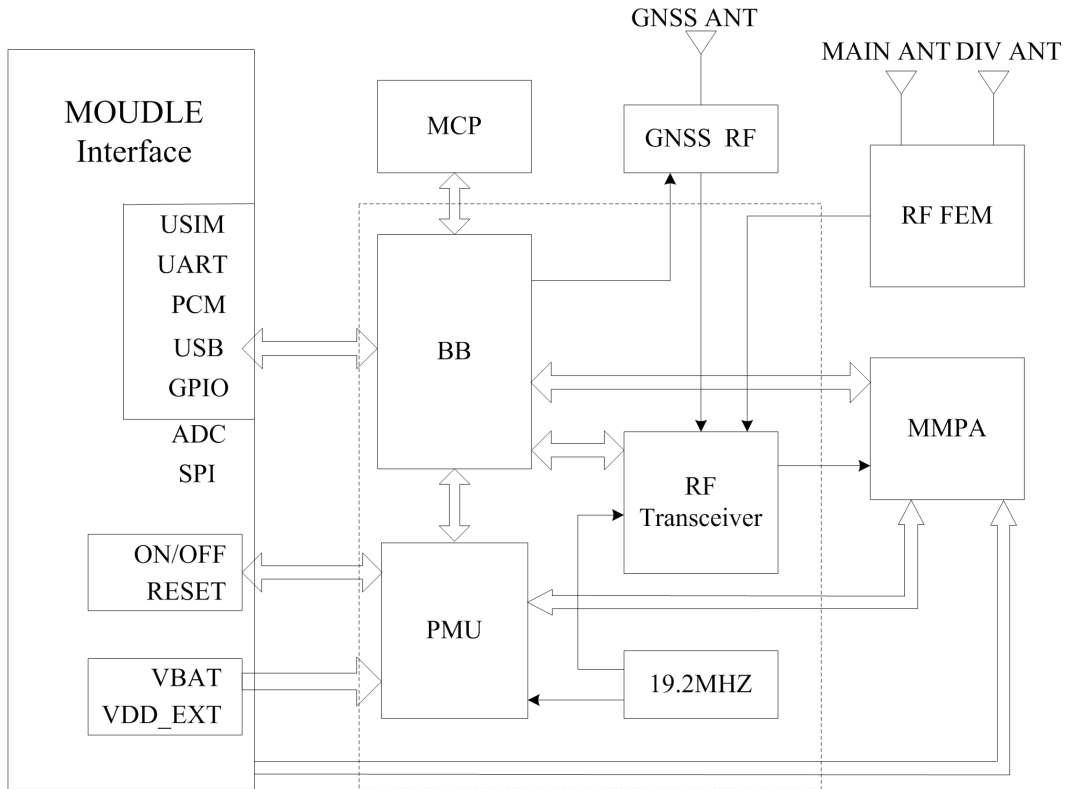 GNSS ANT
MAIN ANT DIV ANT
MOUDLE
Interface
MCP
GNSS RF
RF FEM
USIM
UART
PCM
USB
GPIO
ADC
SPI
BB
MMPA
RF
Transceiver
ON/OFF
RESET
PMU
VBAT
VDD_EXT
19.2MHZ